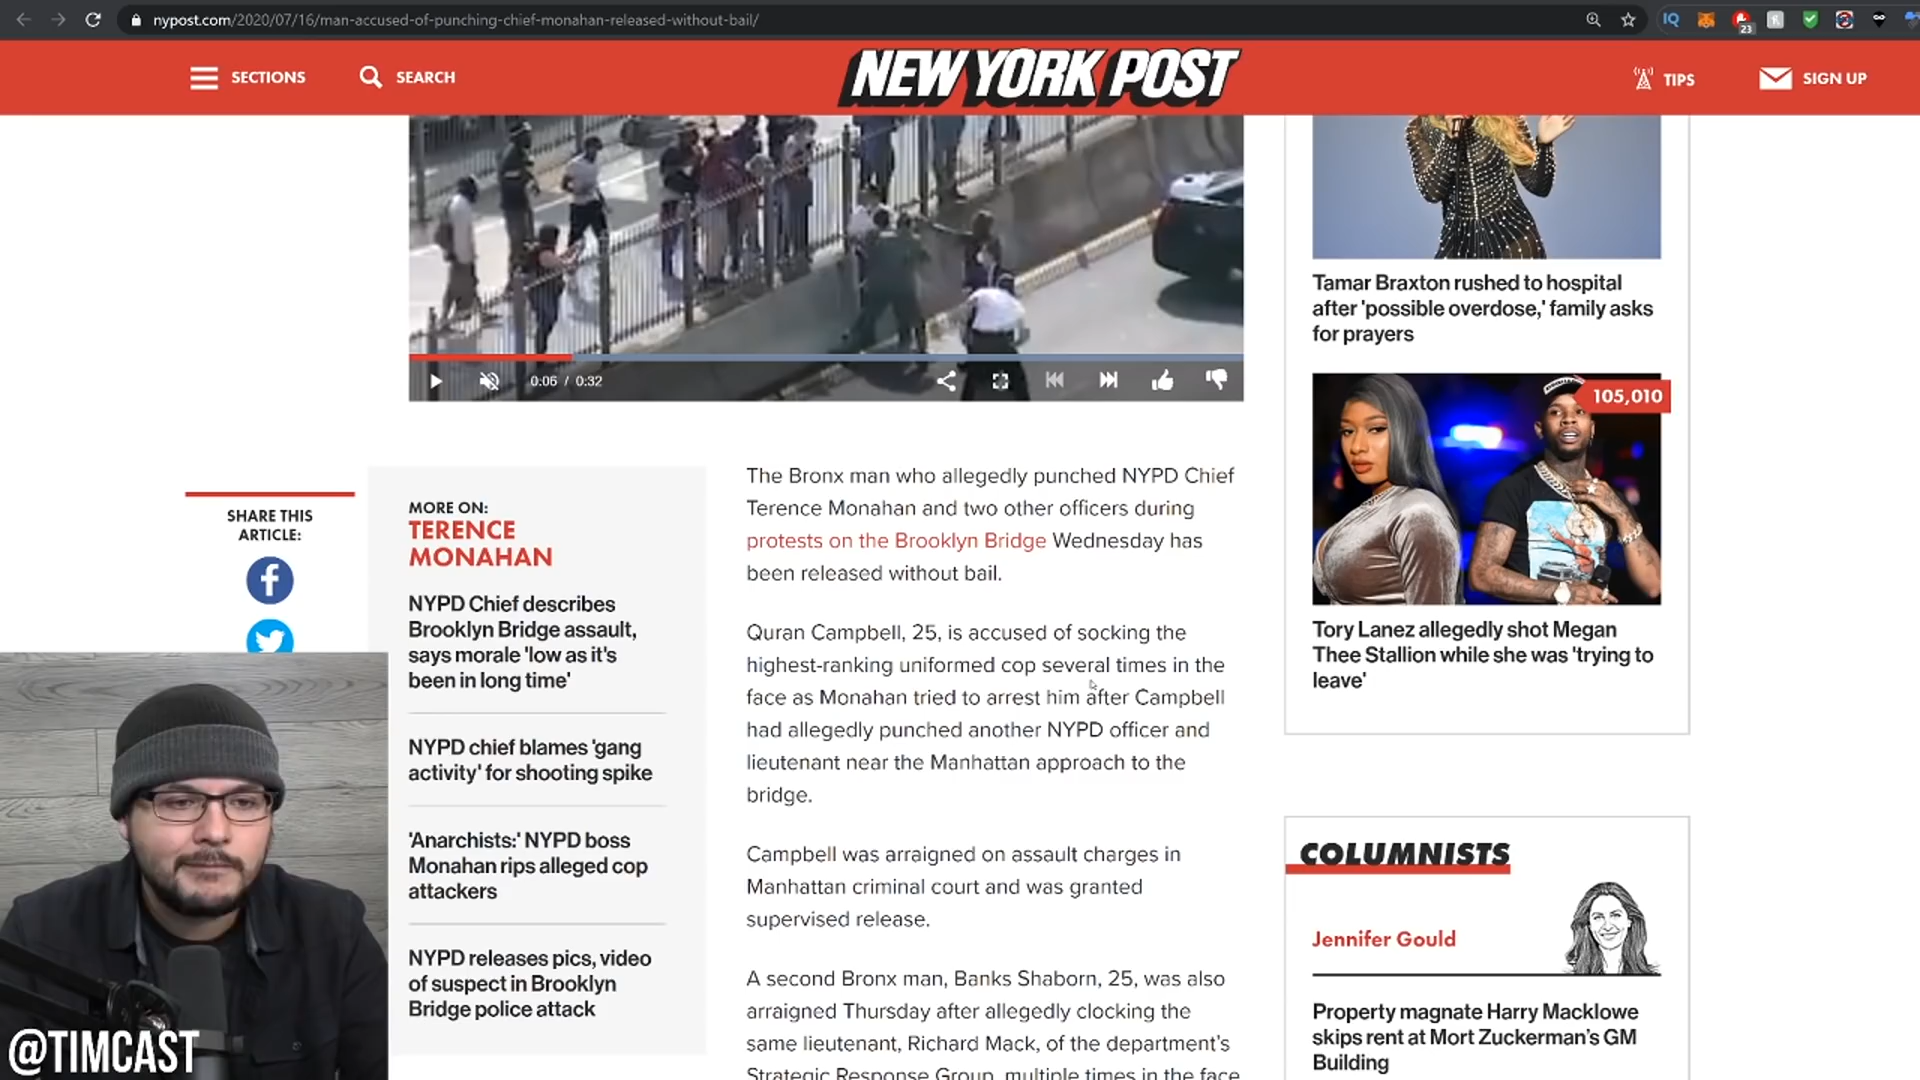 nypost.com/2020/07/16/man-accused-of-punching-chief-monahan-released-without-bail/
IQ
23
SECTIONS
SEARCH
NEW YORK POST
TIPS
SIGN UP
0:06 / 0:32
SHARE THIS
ARTICLE:
MORE ON:
TERENCE
MONAHAN
NYPD Chief describes
Brooklyn Bridge assault,
says morale 'low as it's
been in long time'
NYPD chief blames 'gang
activity' for shooting spike
'Anarchists:' NYPD boss
Monahan rips alleged cop
attackers
NYPD releases pics, video
of suspect in Brooklyn
Bridge police attack
The Bronx man who allegedly punched NYPD Chief
Terence Monahan and two other officers during
protests on the Brooklyn Bridge Wednesday has
been released without bail.
Quran Campbell, 25, is accused of socking the
highest-ranking uniformed cop several times in the
face as Monahan tried to arrest him after Campbell
had allegedly punched another NYPD officer and
lieutenant near the Manhattan approach to the
bridge.
Campbell was arraigned on assault charges in
Manhattan criminal court and was granted
supervised release.
A second Bronx man, Banks Shaborn, 25, was also
arraigned Thursday after allegedly clocking the
same lieutenant, Richard Mack, of the department's
Strategic Response Group, multiple times in the face
Tamar Braxton rushed to hospital
after 'possible overdose,' family asks
for prayers
105,010
Tory Lanez allegedly shot Megan
Thee Stallion while she was 'trying to
leave'
COLUMNISTS
Jennifer Gould
Property magnate Harry Macklowe
skips rent at Mort Zuckerman's GM
Building
@TIMCAST